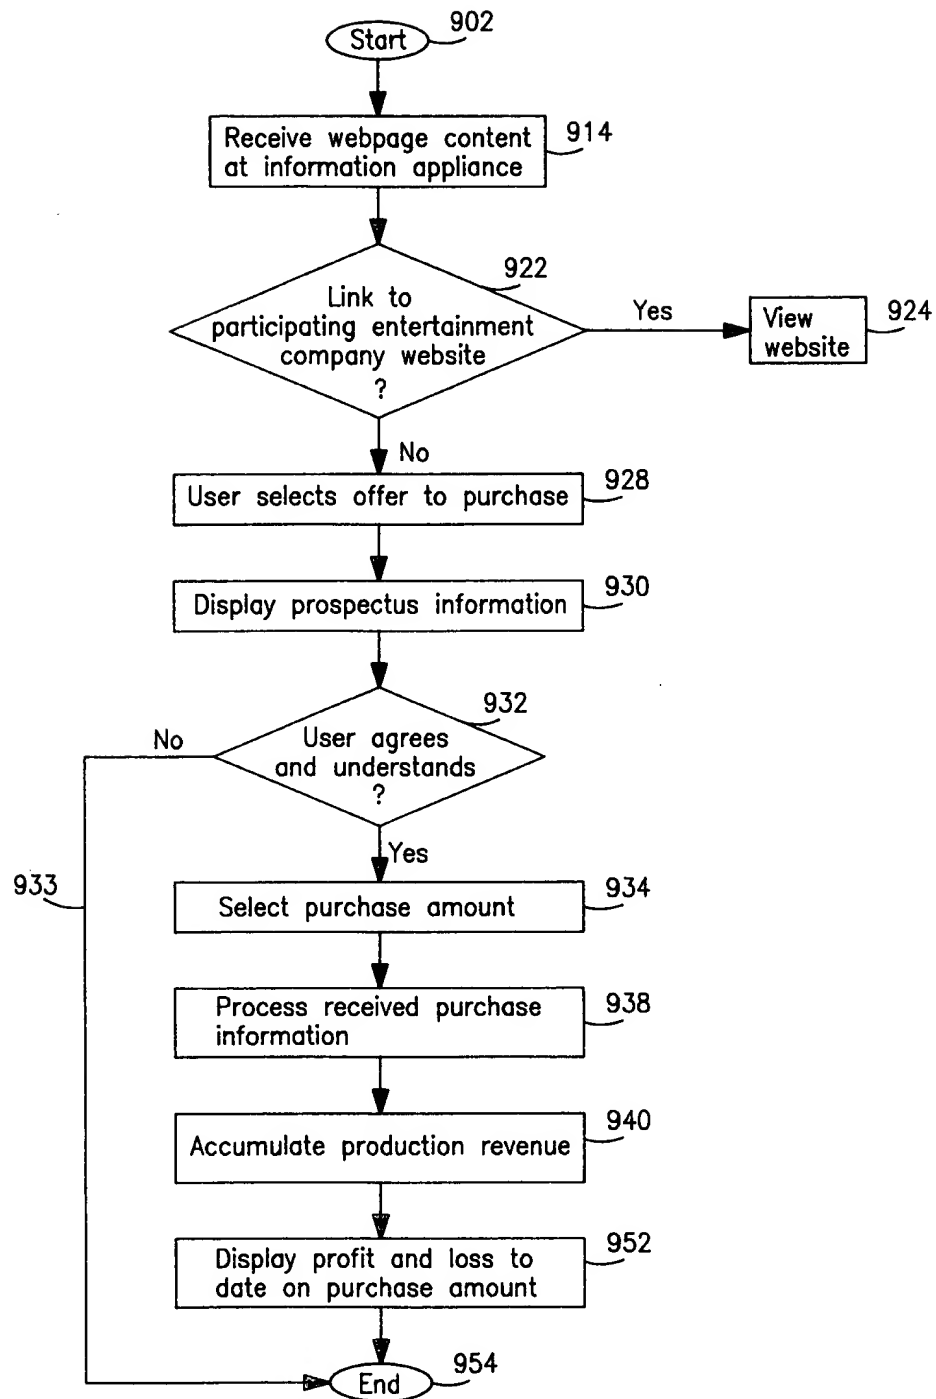 Start
902
Receive webpage content
at information appliance
914
922
Link to
participating entertainment
company website
?
Yes
View
website
924
No
User selects offer to purchase
928
Display prospectus information
930
932
User agrees
and understands
?
No
Yes
933
Select purchase amount
934
Process received purchase
information
938
Accumulate production revenue
940
Display profit and loss to
date on purchase amount
952
End
954